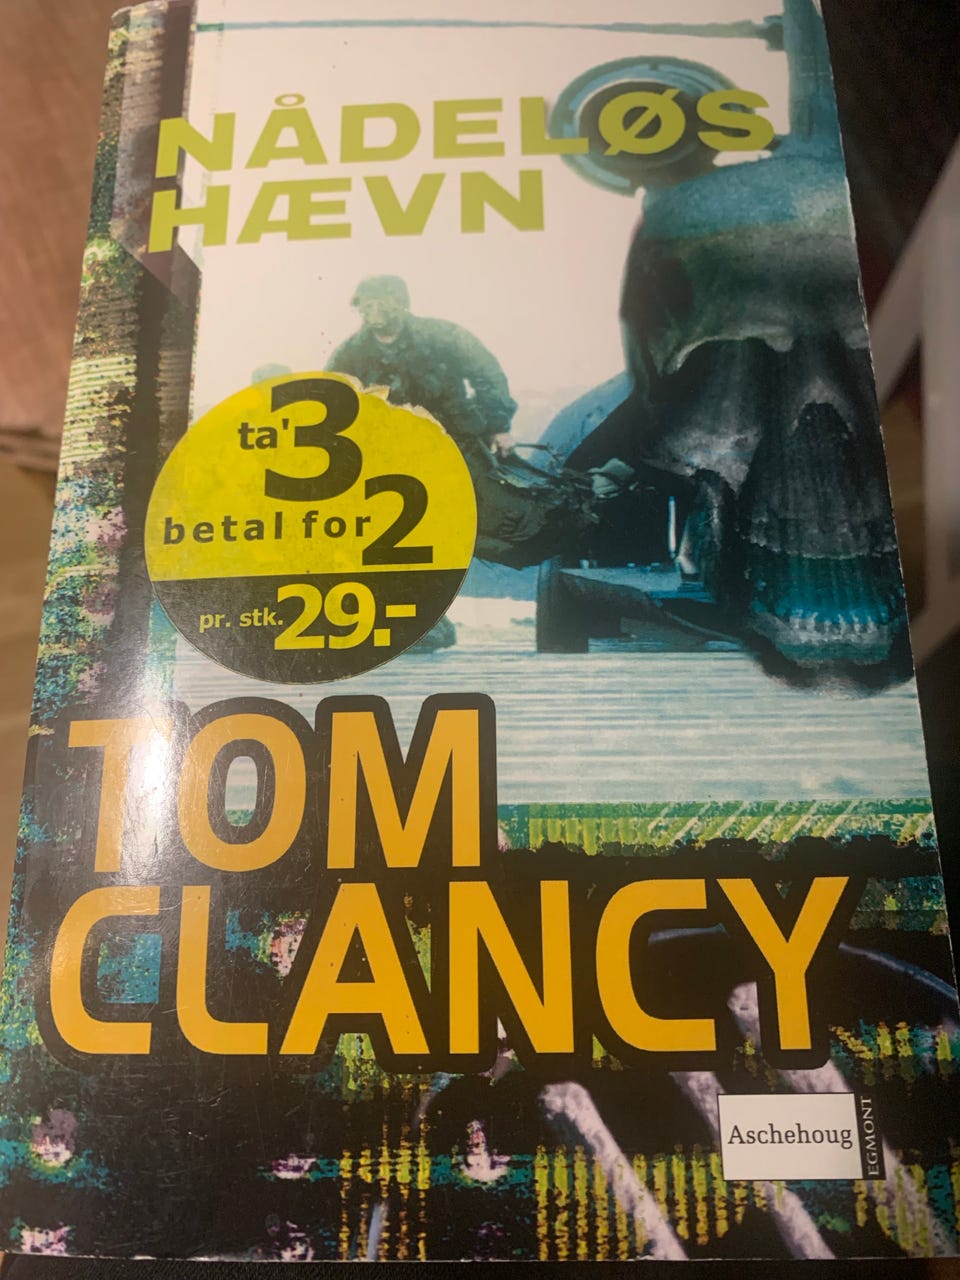 NÅDELØS
HÆVN
ta' 3
betal for 2
pr. stk. 29.-
TOM
CLANCY
Aschehoug
EGMONT